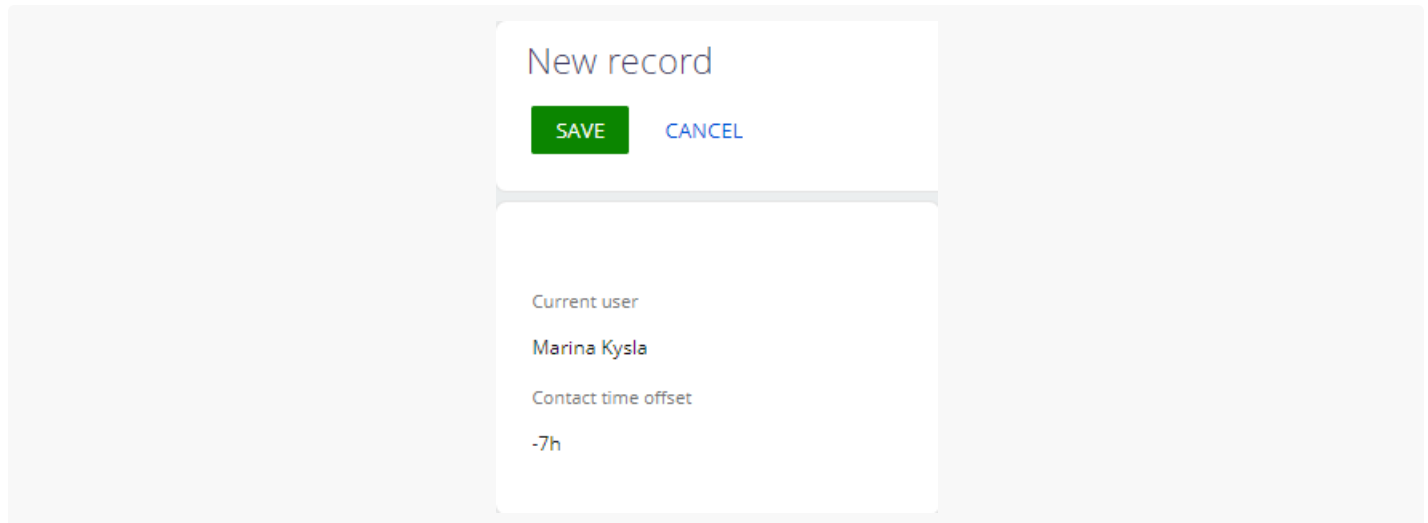 New record
SAVE CANCEL
Current user
Marina Kysla
Contact time offset
-7h